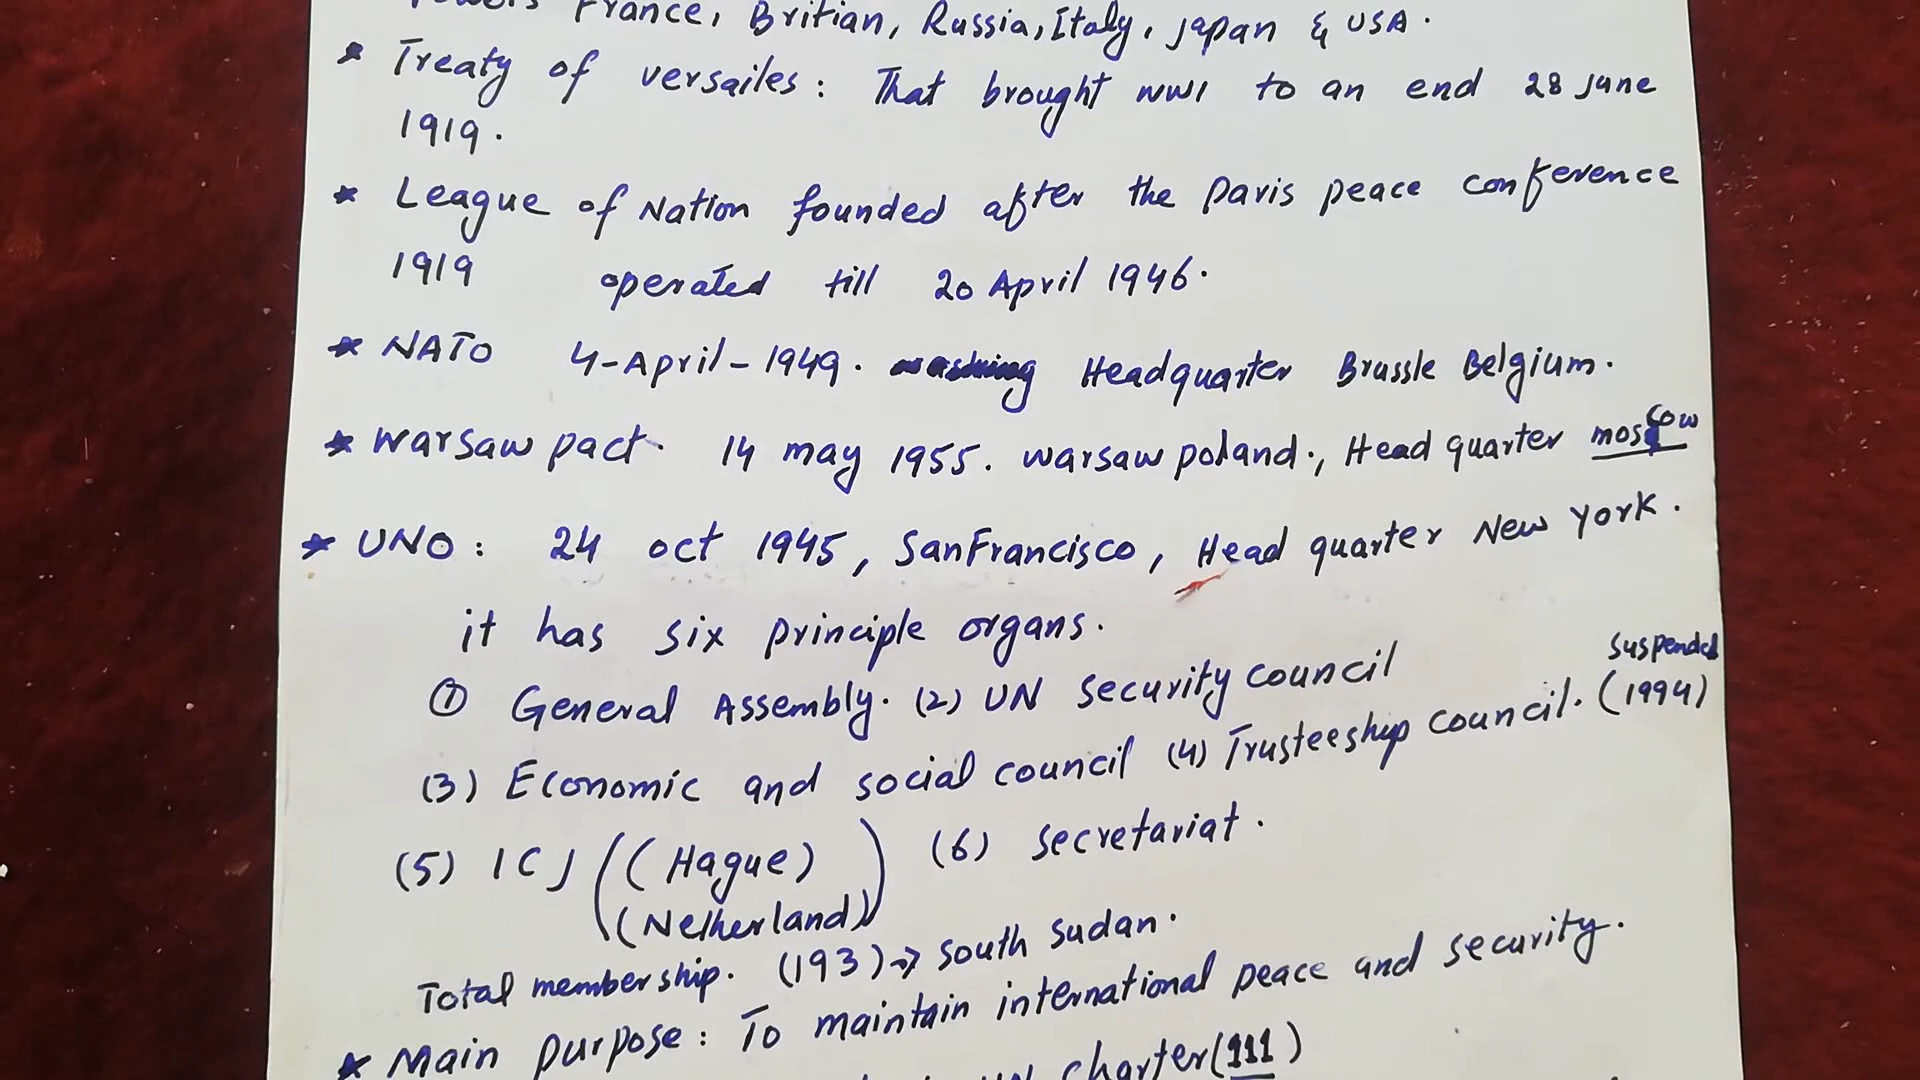 Powers France, Britian, Russia, Italy, Japan & USA.
* Treaty of versailes: That brought WW1 to an end 28 June
1919.
* League of Nation founded after the Paris peace conference
1919 operated till 20 April 1946.
* NATO 4-April-1949. Headquarter Brussle Belgium.
* Warsaw pact. 14 may 1955. warsaw poland., Head quarter moscow
* UNO: 24 oct 1945, SanFrancisco, Head quarter New york.
it has six principle organs.
① General Assembly. (2) UN Security council
suspended
(3) Economic and social council (4) Trusteeship council. (1994)
(5) ICJ ((Hague) (6) Secretariat.
(Netherland))
Total membership. (193) → South Sudan.
* Main purpose: To maintain international peace and security.
UN charter (111)